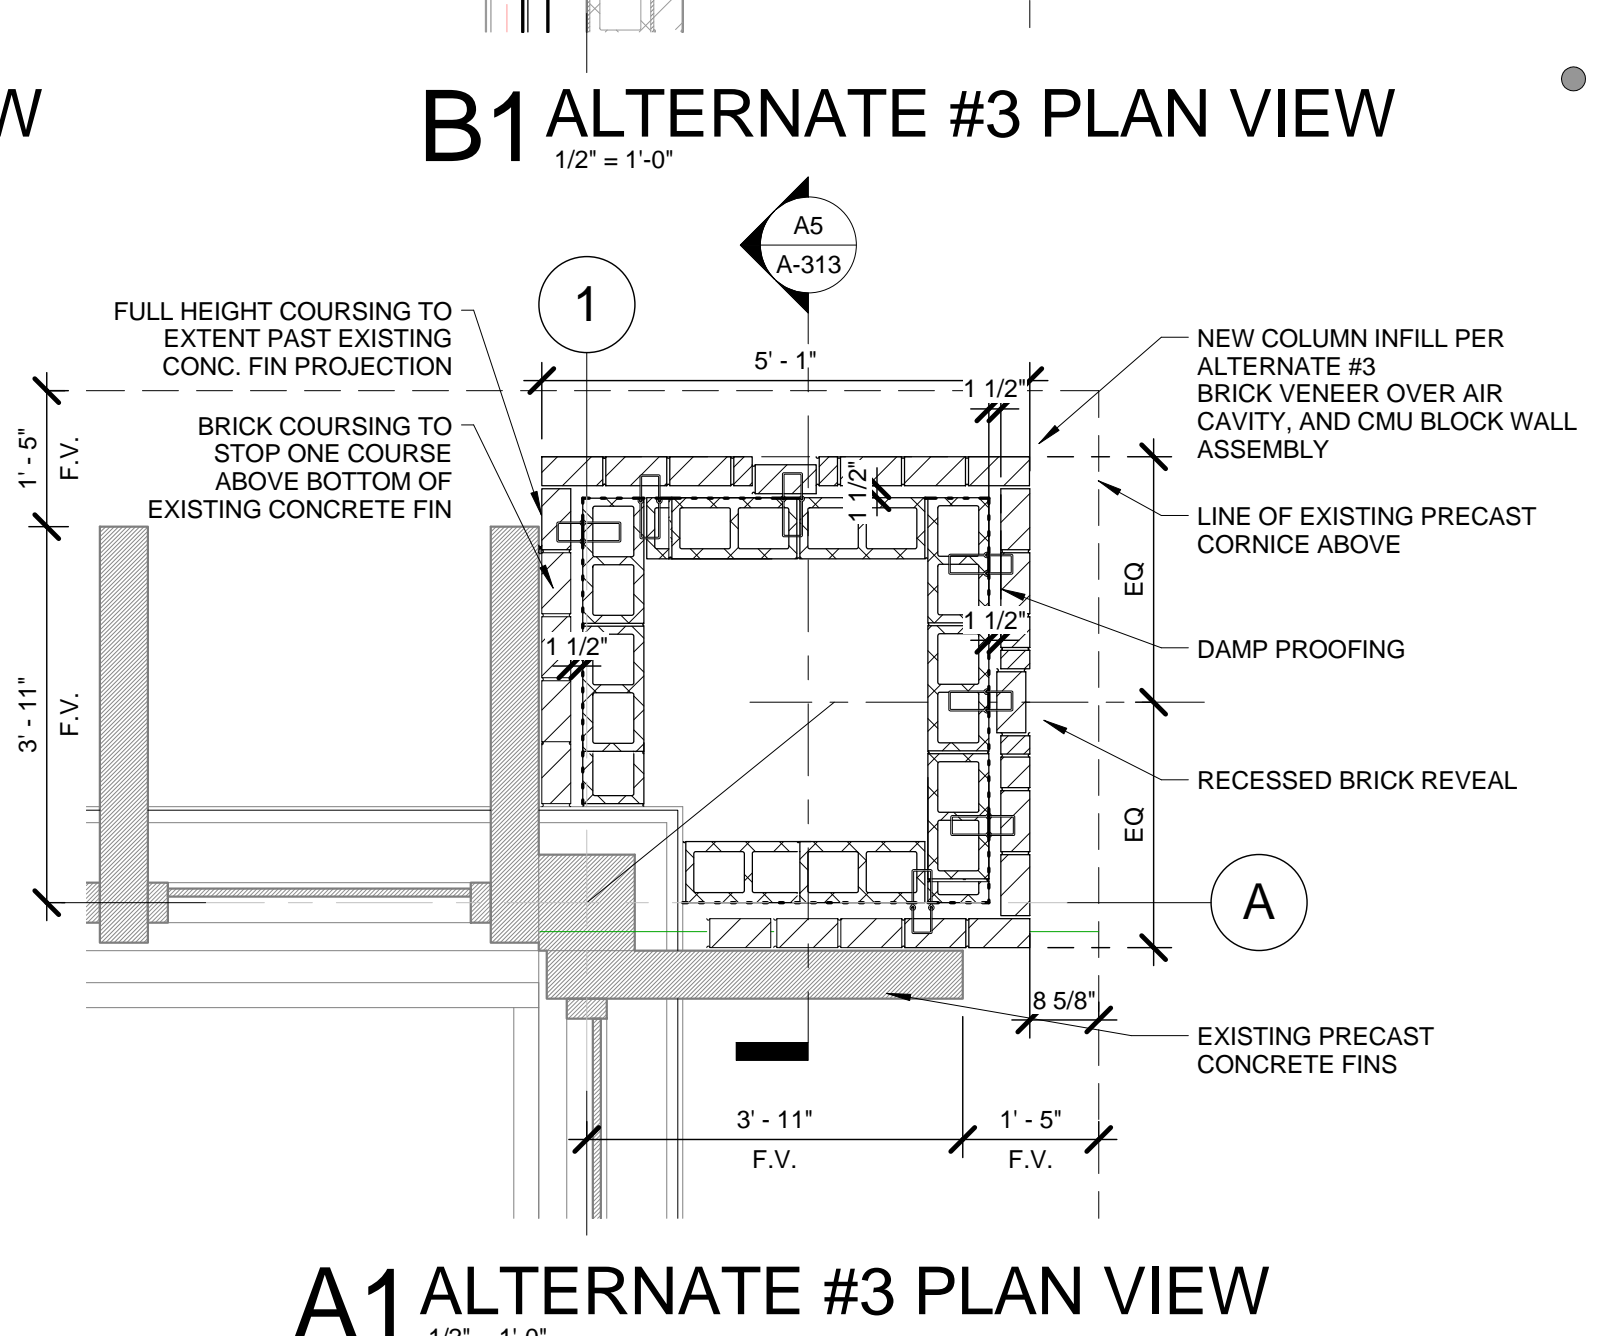 W
B1 ALTERNATE #3 PLAN VIEW
1/2" = 1'-0"
A5
A-313
1
FULL HEIGHT COURSING TO
EXTENT PAST EXISTING
CONC. FIN PROJECTION
BRICK COURSING TO
STOP ONE COURSE
ABOVE BOTTOM OF
EXISTING CONCRETE FIN
5' - 1"
1 1/2"
NEW COLUMN INFILL PER
ALTERNATE #3
BRICK VENEER OVER AIR
CAVITY, AND CMU BLOCK WALL
ASSEMBLY
LINE OF EXISTING PRECAST
CORNICE ABOVE
1' - 5"
F.V.
1 1/2"
EQ
1 1/2"
1 1/2"
DAMP PROOFING
3' - 11"
F.V.
RECESSED BRICK REVEAL
EQ
A
8 5/8"
EXISTING PRECAST
CONCRETE FINS
3' - 11"
F.V.
1' - 5"
F.V.
A1 ALTERNATE #3 PLAN VIEW